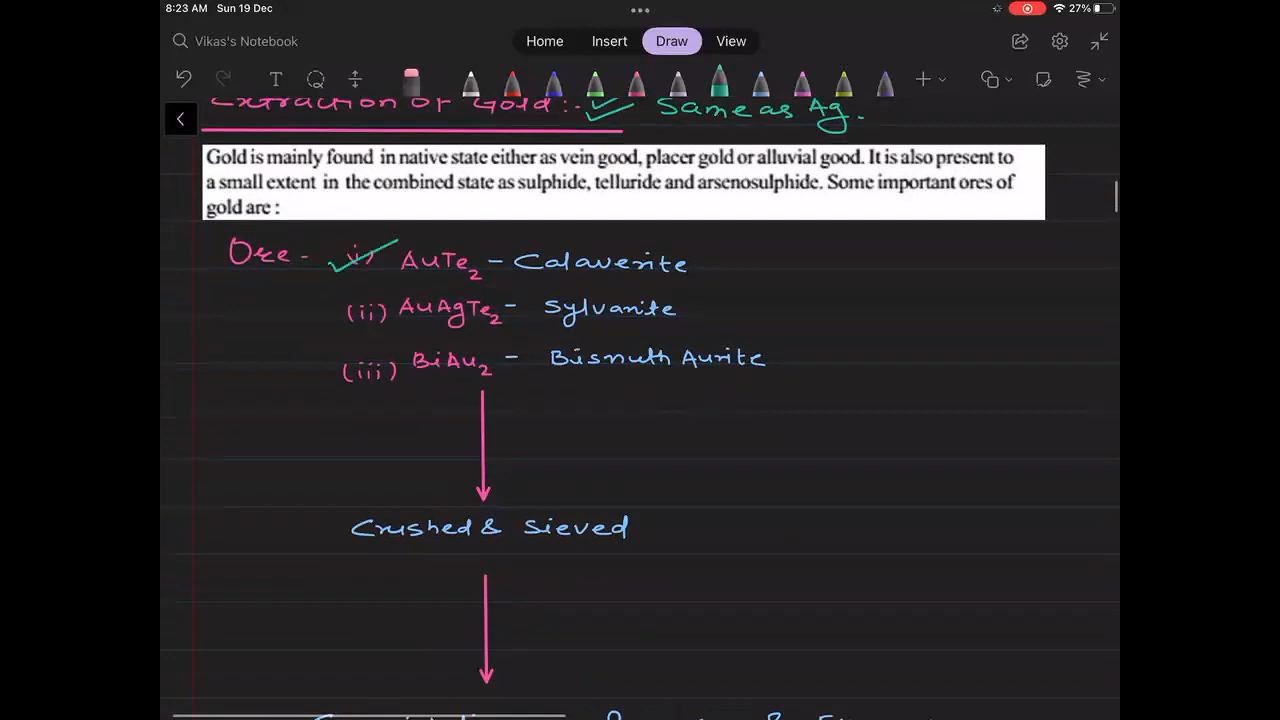 8:23 AM Sun 19 Dec
27%
Vikas's Notebook
Home Insert Draw View
Extraction of Gold:- Same as Ag.
Gold is mainly found in native state either as vein good, placer gold or alluvial good. It is also present to
a small extent in the combined state as sulphide, telluride and arsenosulphide. Some important ores of
gold are :
Ore - (i) AuTe2 - Calaverite
(ii) AuAgTe2 - Sylvanite
(iii) BiAu2 - Bismuth Aurite
Crushed & Sieved